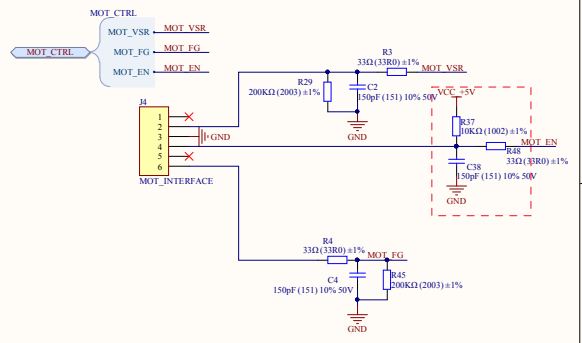 MOT_CTRL
MOT_VSR MOT_VSR
MOT_CTRL MOT_FG MOT_FG
MOT_EN MOT_EN
R3
33Ω (33R0) ±1%
MOT_VSR
R29
200KΩ (2003) ±1%
C2
150pF (151) 10% 50V
GND
J4
1
2
3
4
5
6
GND
MOT_INTERFACE
VCC_+5V
R37
10KΩ (1002) ±1%
MOT_EN
R48
33Ω (33R0) ±1%
C38
150pF (151) 10% 50V
GND
R4
33Ω (33R0) ±1%
MOT_FG
C4
150pF (151) 10% 50V
R45
200KΩ (2003) ±1%
GND